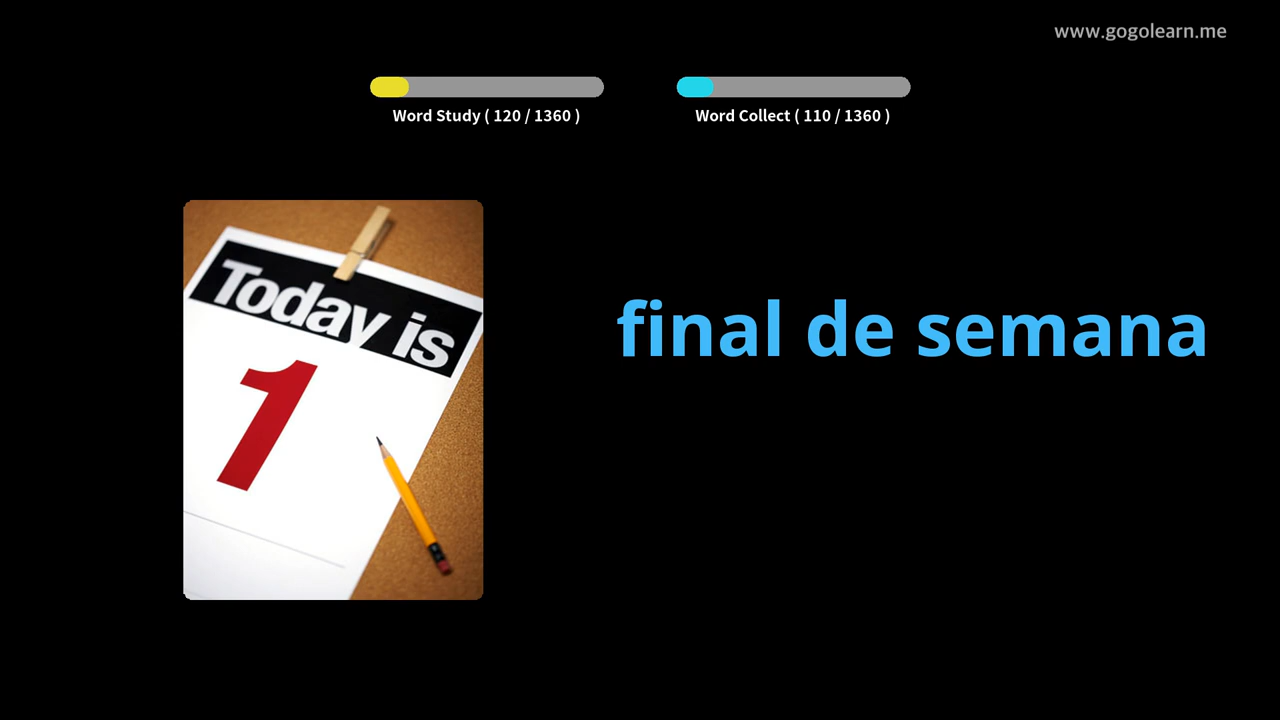 www.gogolearn.me
Word Study ( 120 / 1360 )
Word Collect ( 110 / 1360 )
Today is
1
final de semana